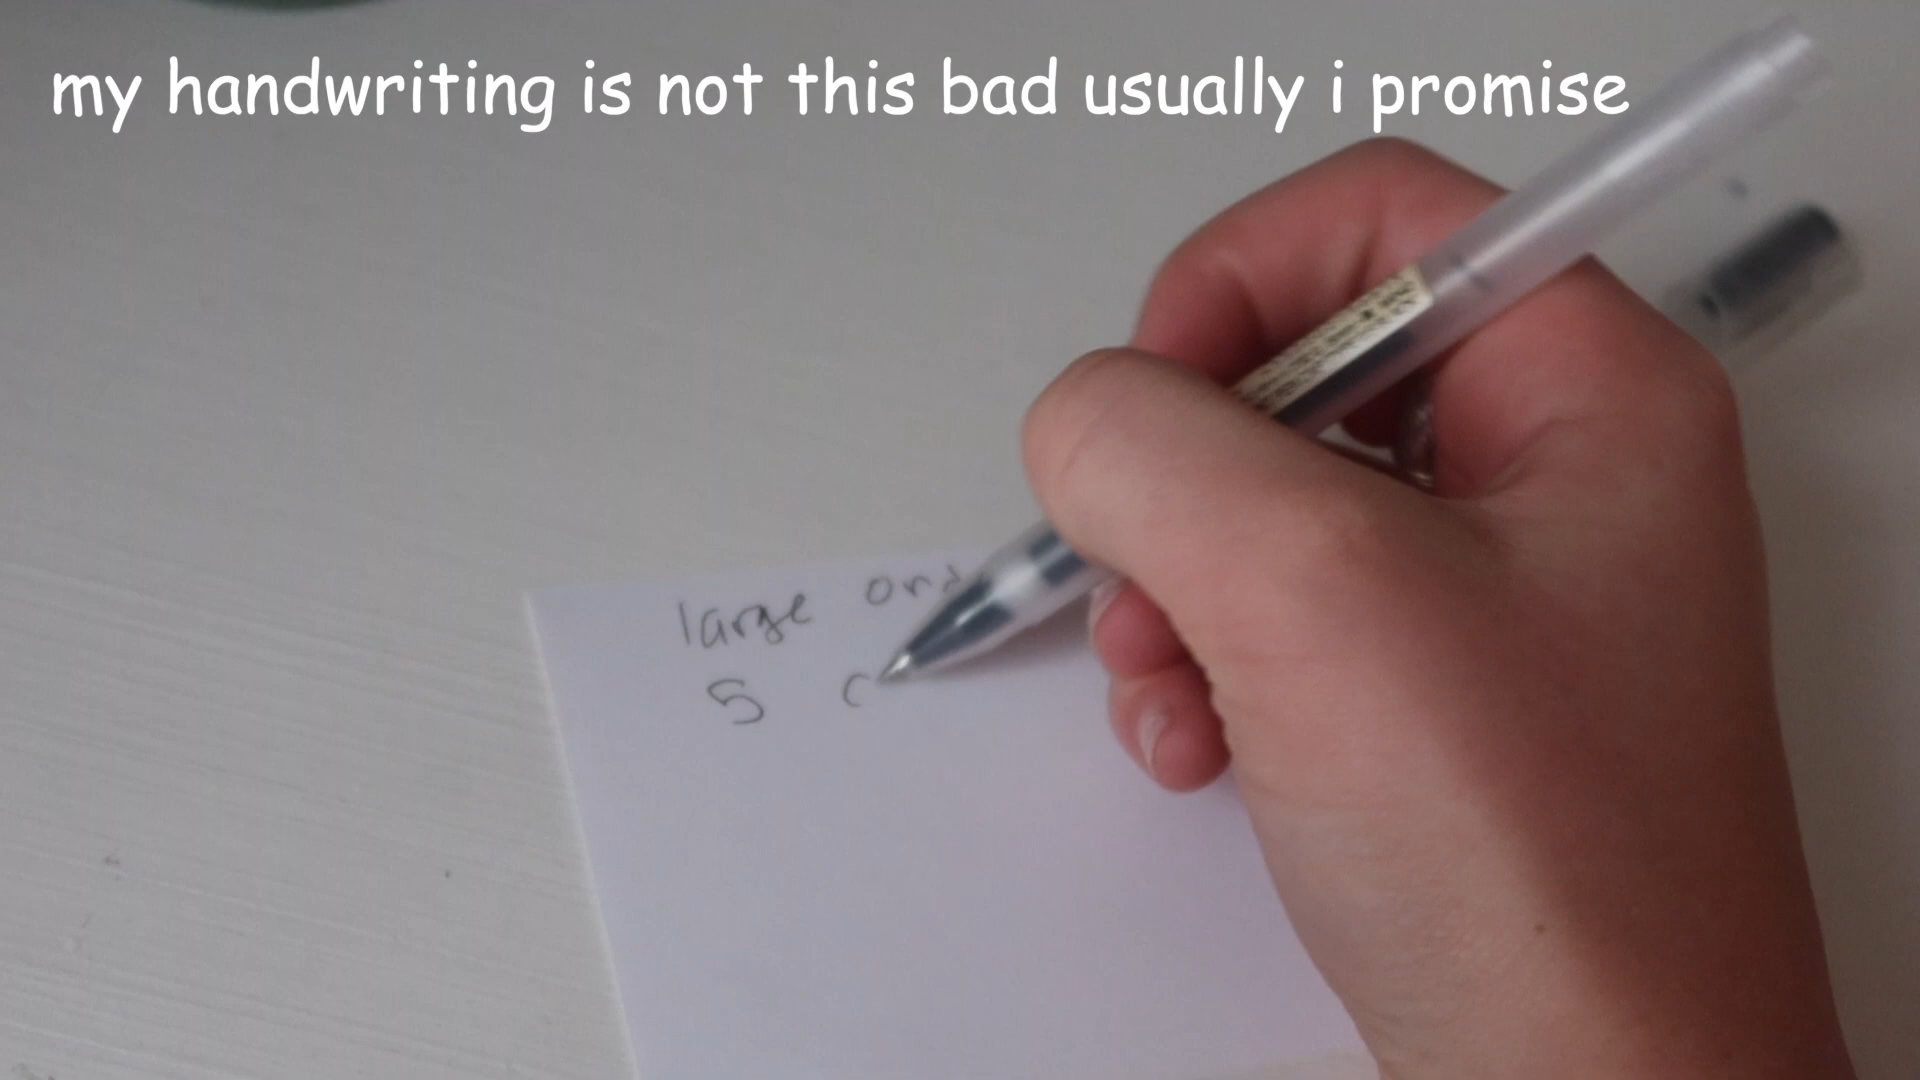 my handwriting is not this bad usually i promise
large
5 c